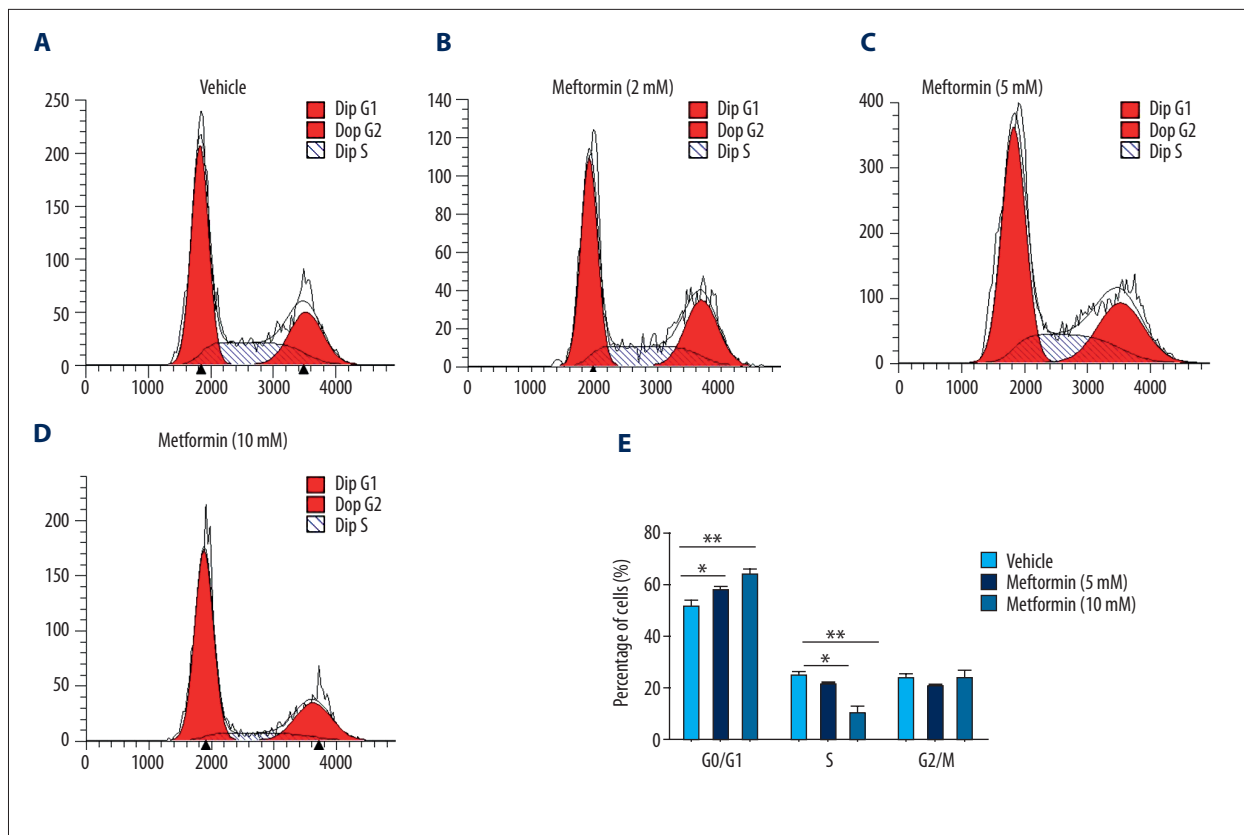 A
Vehicle
250
200
150
100
50
0
0 1000 2000 3000 4000
Dip G1
Dop G2
Dip S
B
Meftormin (2 mM)
140
120
100
80
60
40
20
0
0 1000 2000 3000 4000
Dip G1
Dop G2
Dip S
C
Meftormin (5 mM)
400
300
200
100
0
0 1000 2000 3000 4000
Dip G1
Dop G2
Dip S
D
Metformin (10 mM)
200
150
100
50
0
0 1000 2000 3000 4000
Dip G1
Dop G2
Dip S
E
Percentage of cells (%)
80
60
40
20
0
**
*
**
*
G0/G1 S G2/M
Vehicle
Meftormin (5 mM)
Metformin (10 mM)